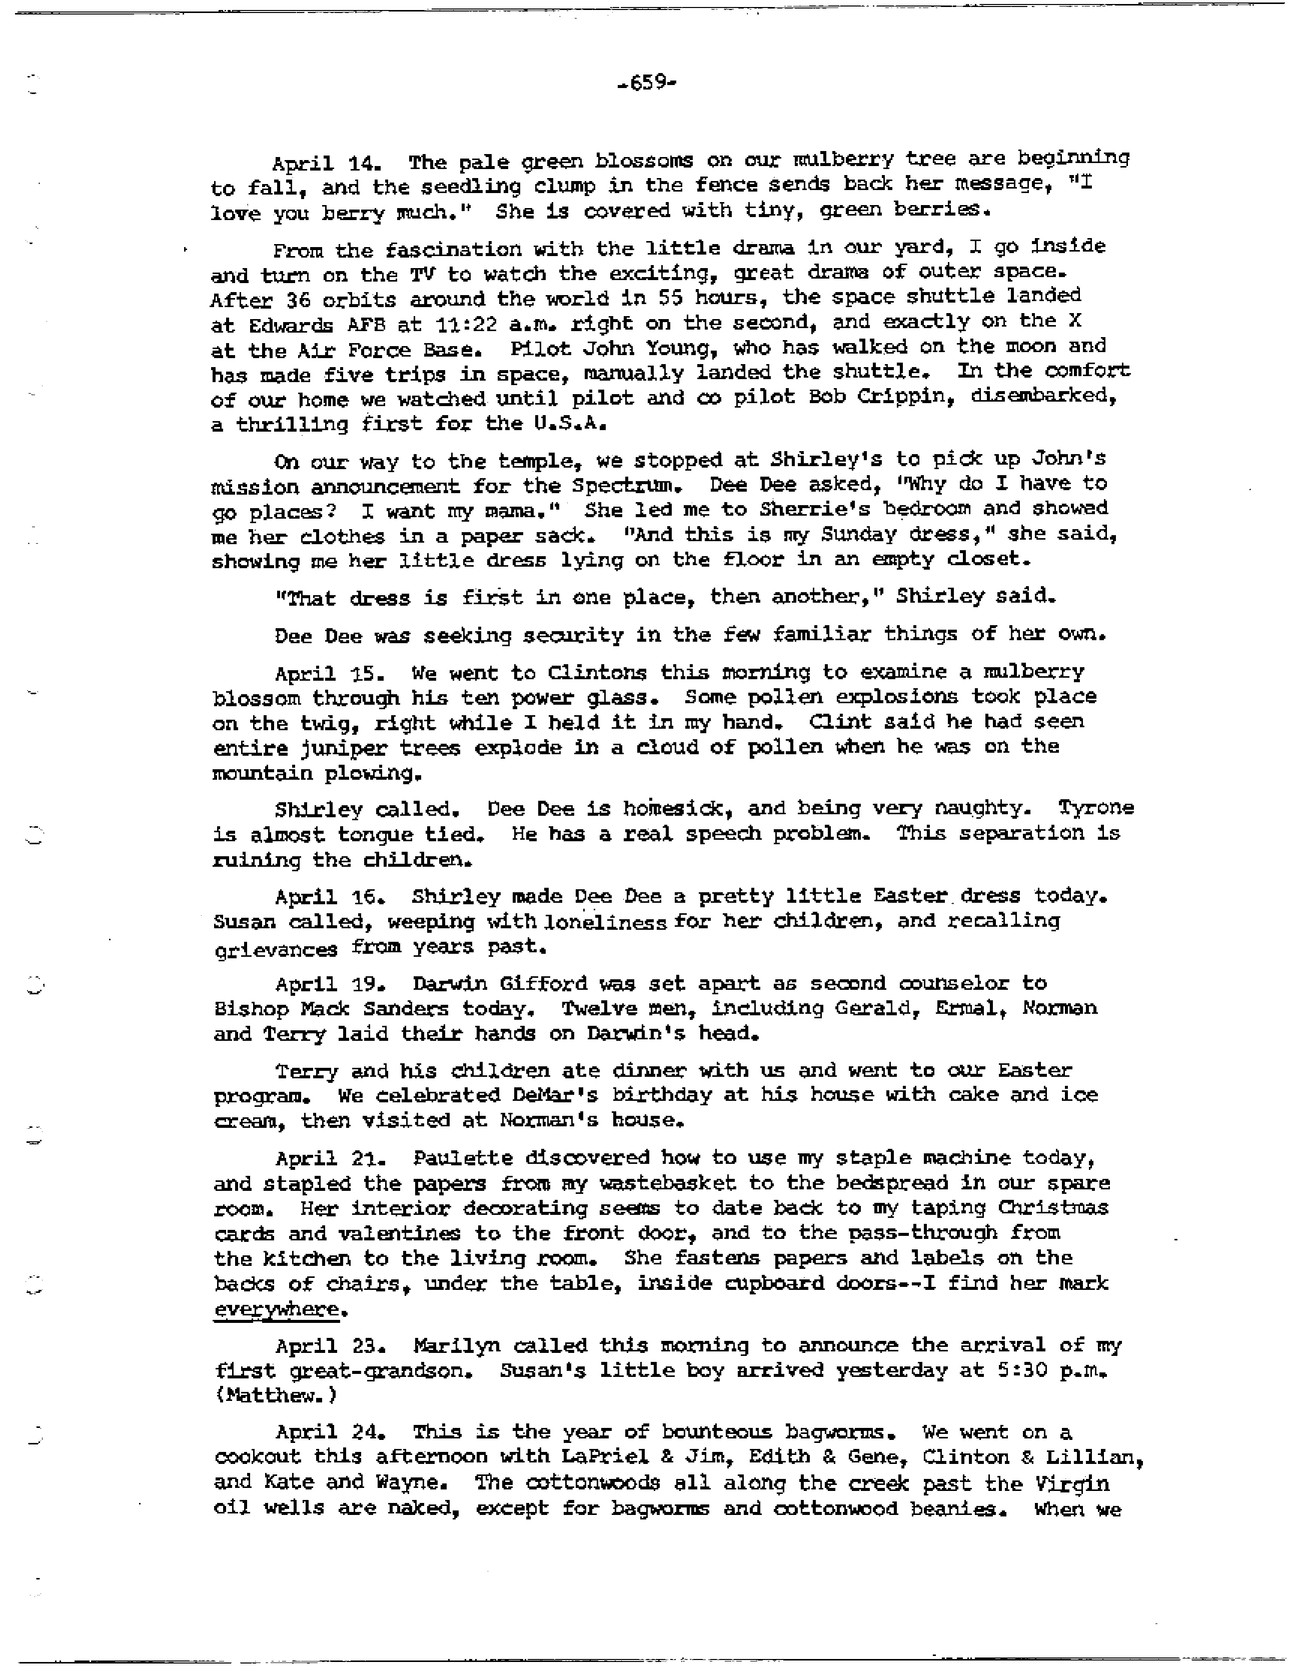 -659-
April 14. The pale green blossoms on our mulberry tree are beginning
to fall, and the seedling clump in the fence sends back her message, "I
love you berry much." She is covered with tiny, green berries.
From the fascination with the little drama in our yard, I go inside
and turn on the TV to watch the exciting, great drama of outer space.
After 36 orbits around the world in 55 hours, the space shuttle landed
at Edwards AFB at 11:22 a.m. right on the second, and exactly on the X
at the Air Force Base. Pilot John Young, who has walked on the moon and
has made five trips in space, manually landed the shuttle. In the comfort
of our home we watched until pilot and co pilot Bob Crippin, disembarked,
a thrilling first for the U.S.A.
On our way to the temple, we stopped at Shirley's to pick up John's
mission announcement for the Spectrum. Dee Dee asked, "Why do I have to
go places? I want my mama." She led me to Sherrie's bedroom and showed
me her clothes in a paper sack. "And this is my Sunday dress," she said,
showing me her little dress lying on the floor in an empty closet.
"That dress is first in one place, then another," Shirley said.
Dee Dee was seeking security in the few familiar things of her own.
April 15. We went to Clintons this morning to examine a mulberry
blossom through his ten power glass. Some pollen explosions took place
on the twig, right while I held it in my hand. Clint said he had seen
entire juniper trees explode in a cloud of pollen when he was on the
mountain plowing.
Shirley called. Dee Dee is homesick, and being very naughty. Tyrone
is almost tongue tied. He has a real speech problem. This separation is
ruining the children.
April 16. Shirley made Dee Dee a pretty little Easter dress today.
Susan called, weeping with loneliness for her children, and recalling
grievances from years past.
April 19. Darwin Gifford was set apart as second counselor to
Bishop Mack Sanders today. Twelve men, including Gerald, Ermal, Norman
and Terry laid their hands on Darwin's head.
Terry and his children ate dinner with us and went to our Easter
program. We celebrated DeMar's birthday at his house with cake and ice
cream, then visited at Norman's house.
April 21. Paulette discovered how to use my staple machine today,
and stapled the papers from my wastebasket to the bedspread in our spare
room. Her interior decorating seems to date back to my taping Christmas
cards and valentines to the front door, and to the pass-through from
the kitchen to the living room. She fastens papers and labels on the
backs of chairs, under the table, inside cupboard doors--I find her mark
everywhere.
April 23. Marilyn called this morning to announce the arrival of my
first great-grandson. Susan's little boy arrived yesterday at 5:30 p.m.
(Matthew.)
April 24. This is the year of bounteous bagworms. We went on a
cookout this afternoon with LaPriel & Jim, Edith & Gene, Clinton & Lillian,
and Kate and Wayne. The cottonwoods all along the creek past the Virgin
oil wells are naked, except for bagworms and cottonwood beanies. When we